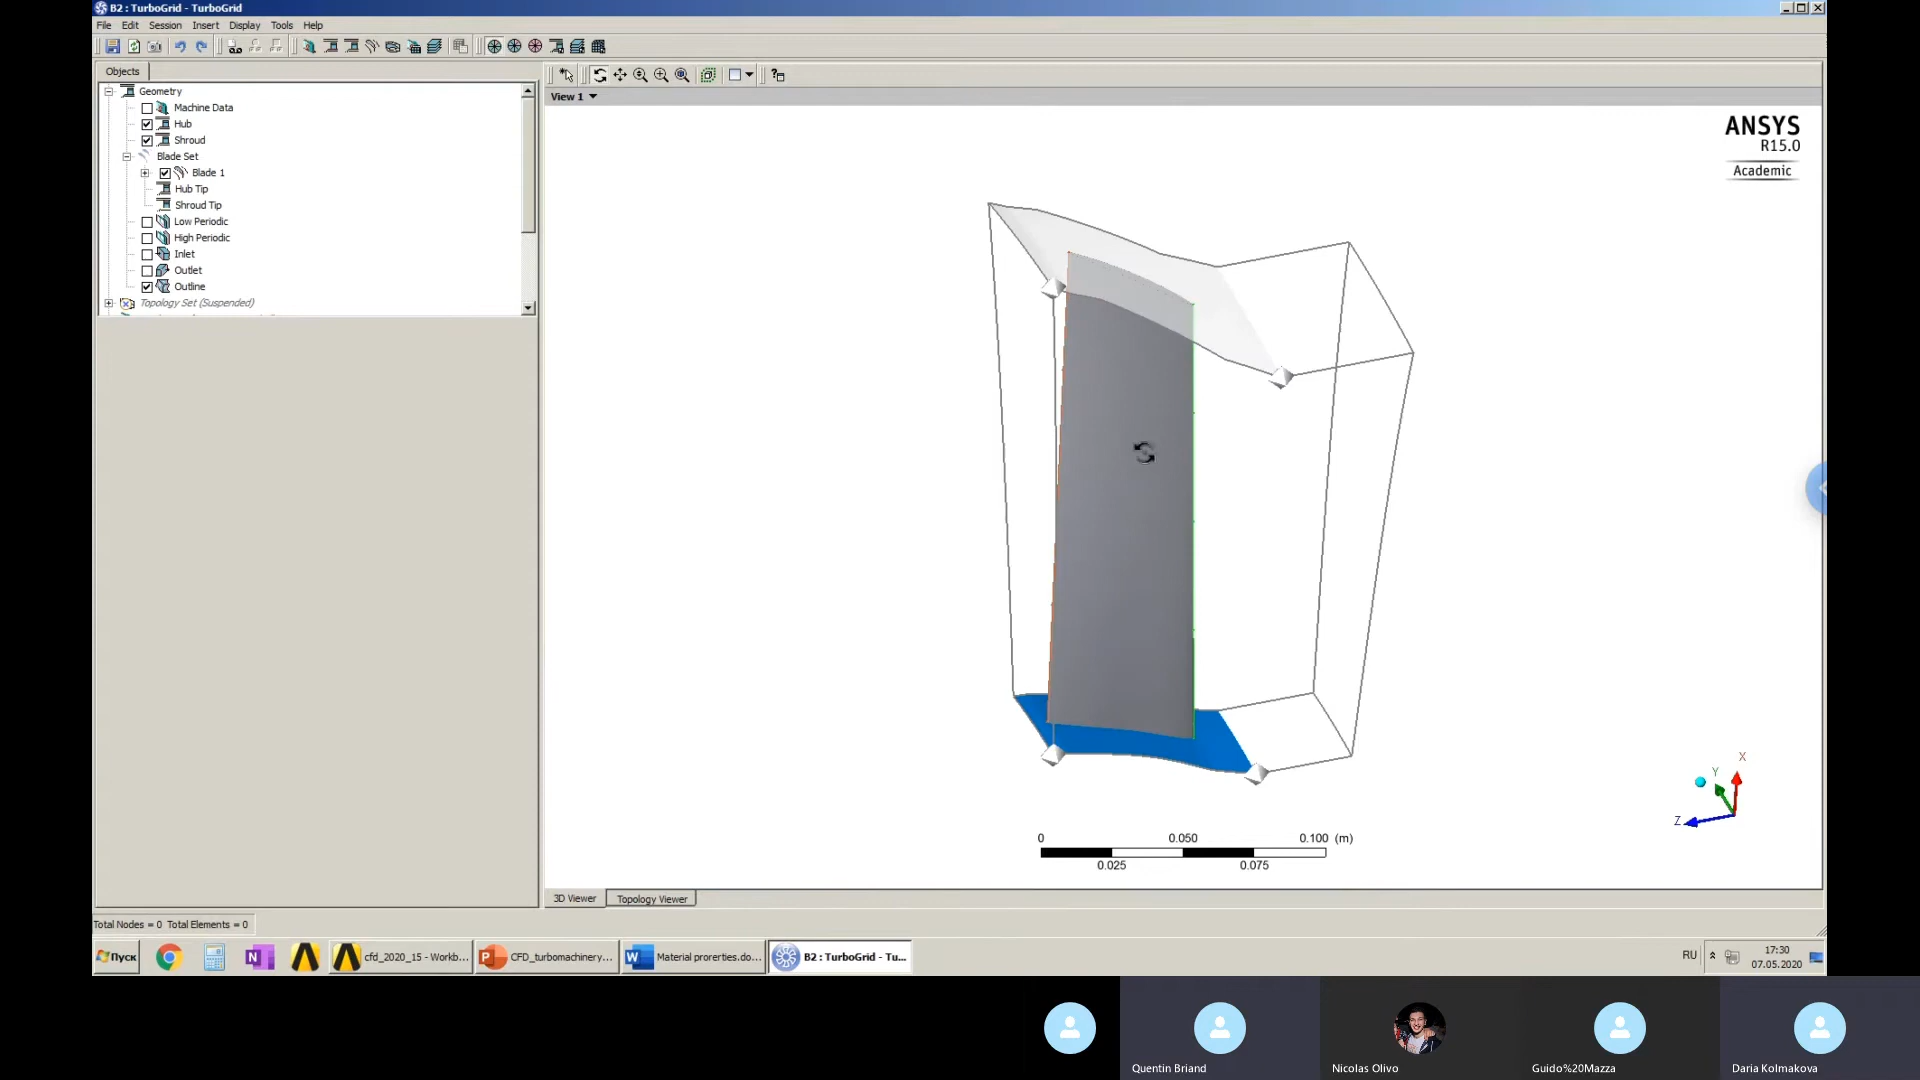 B2 : TurboGrid - TurboGrid
File Edit Session Insert Display Tools Help
Objects
Geometry
Machine Data
Hub
Shroud
Blade Set
Blade 1
Hub Tip
Shroud Tip
Low Periodic
High Periodic
Inlet
Outlet
Outline
Topology Set (Suspended)
View 1
ANSYS
R15.0
Academic
X
Y
Z
0 0.050 0.100 (m)
0.025 0.075
3D Viewer Topology Viewer
Total Nodes = 0 Total Elements = 0
Пуск
cfd_2020_15 - Workb...
CFD_turbomachinery...
Material prorerties.do...
B2 : TurboGrid - Tu...
RU
17:30
07.05.2020
Quentin Briand
Nicolas Olivo
Guido%20Mazza
Daria Kolmakova